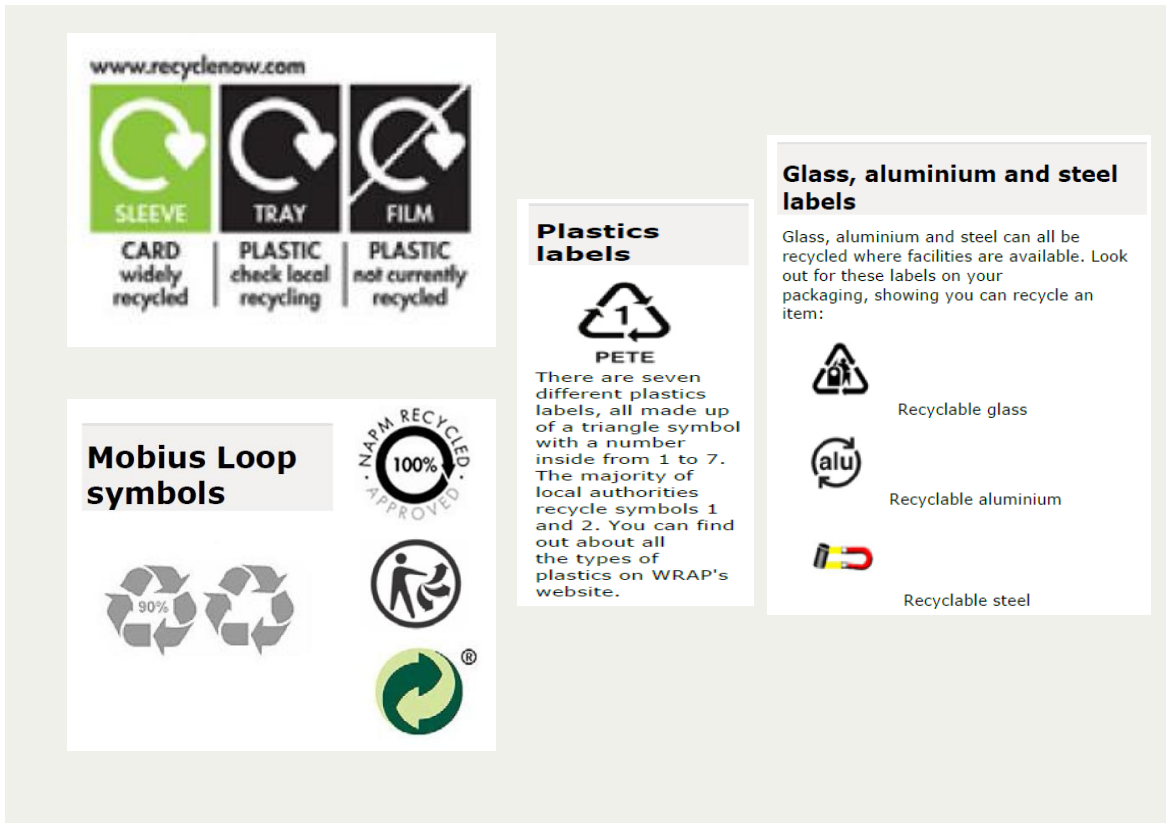 www.recyclenow.com
SLEEVE
TRAY
FILM
CARD
widely
recycled
PLASTIC
check local
recycling
PLASTIC
not currently
recycled
Mobius Loop
symbols
90%
NAPM RECYCLED
100%
APPROVED
®
Plastics
labels
1
PETE
There are seven
different plastics
labels, all made up
of a triangle symbol
with a number
inside from 1 to 7.
The majority of
local authorities
recycle symbols 1
and 2. You can find
out about all
the types of
plastics on WRAP's
website.
Glass, aluminium and steel
labels
Glass, aluminium and steel can all be
recycled where facilities are available. Look
out for these labels on your
packaging, showing you can recycle an
item:
Recyclable glass
alu
Recyclable aluminium
Recyclable steel